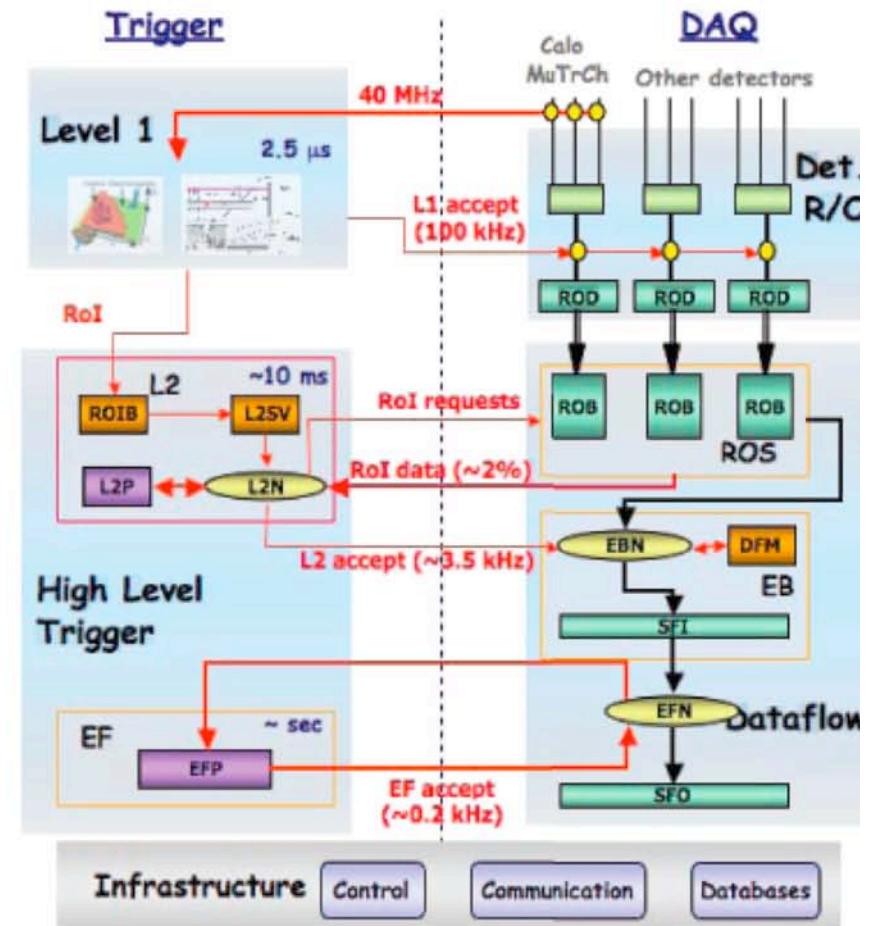 Trigger
DAQ
Calo
MuTrCh
Other detectors
40 MHz
Level 1
2.5 µs
Det.
R/O
L1 accept
(100 kHz)
ROD
ROD
ROD
RoI
L2
~10 ms
ROIB
L2SV
RoI requests
ROB
ROB
ROB
ROS
L2P
L2N
RoI data (~2%)
L2 accept (~3.5 kHz)
EBN
DFM
EB
High Level
Trigger
SFI
EF
~ sec
EFN
Dataflow
EFP
EF accept
(~0.2 kHz)
SFO
Infrastructure
Control
Communication
Databases